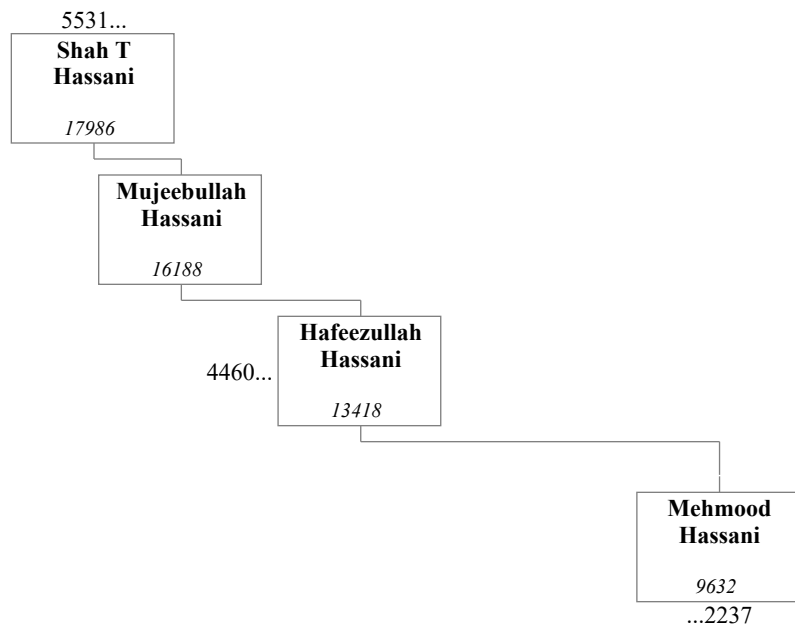 5531...
Shah T
Hassani
17986
Mujeebullah
Hassani
16188
Hafeezullah
Hassani
4460...
13418
Mehmood
Hassani
9632
...2237